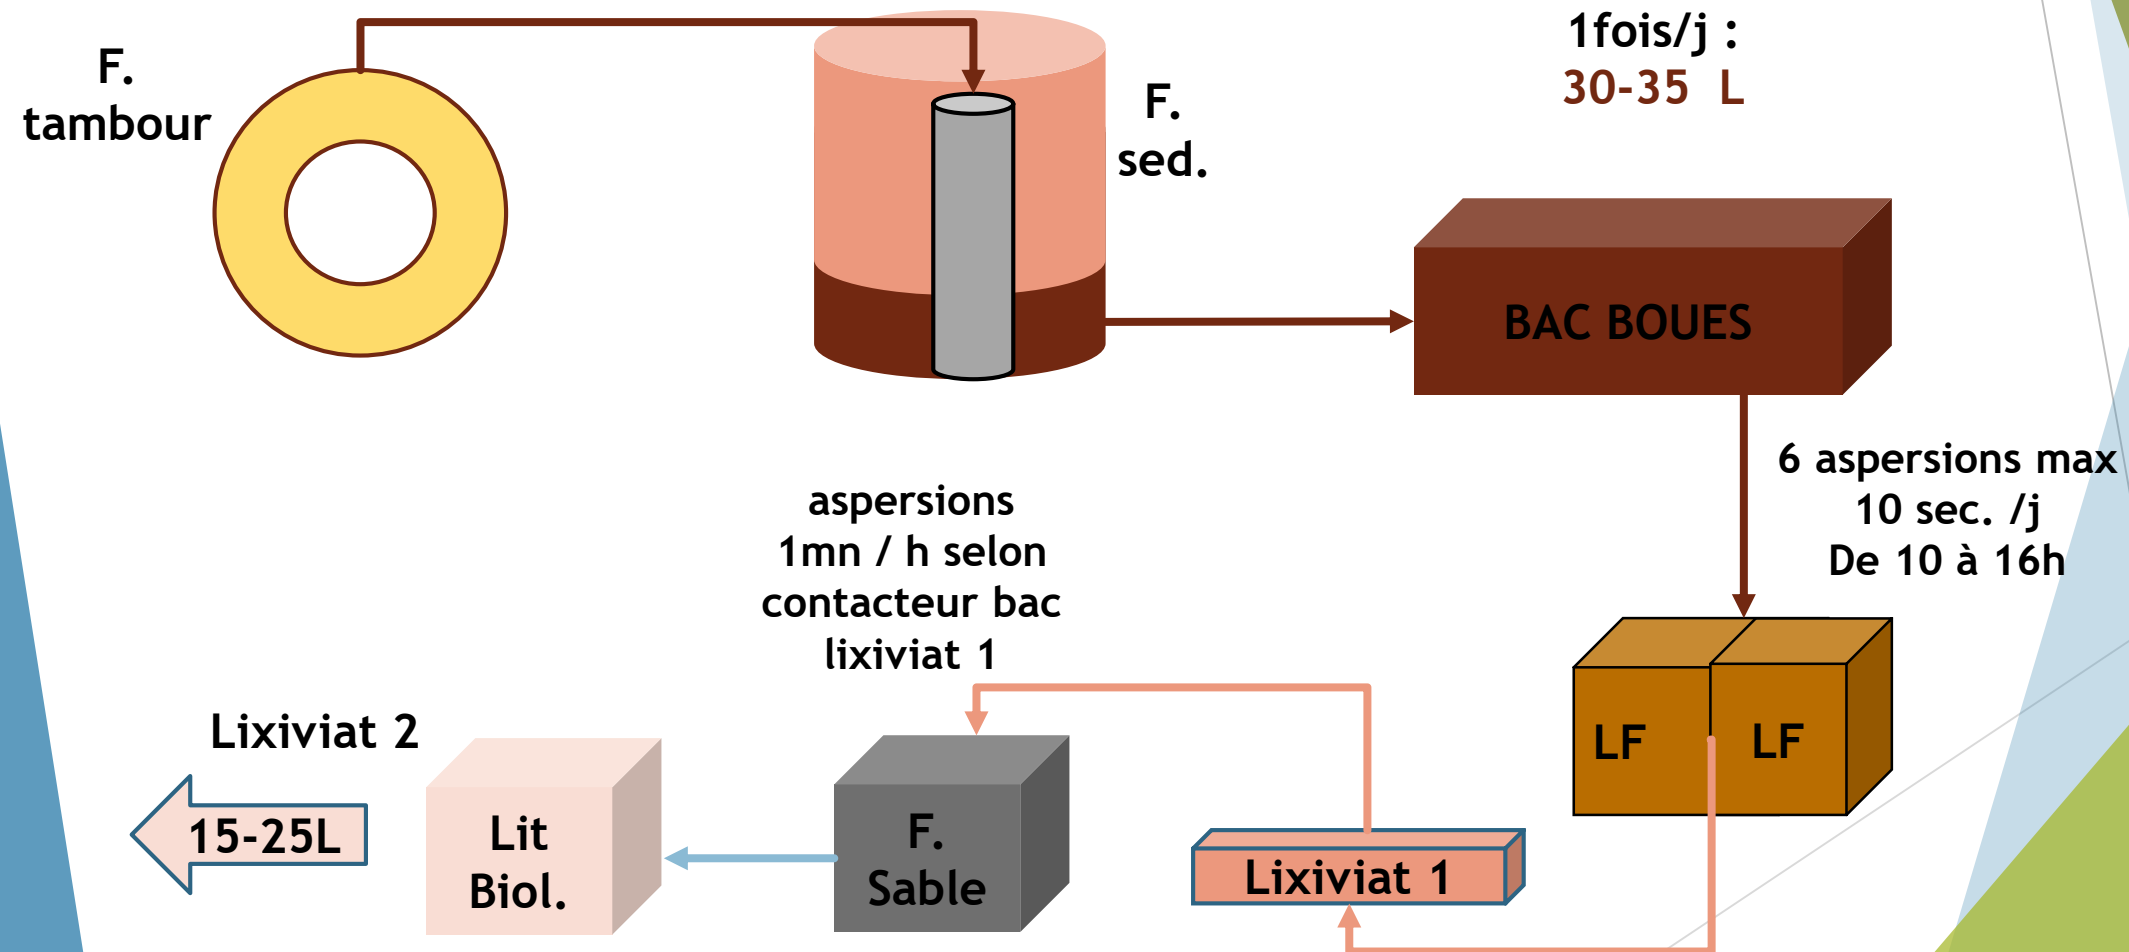 F.
tambour
F.
sed.
1fois/j :
30-35 L
BAC BOUES
6 aspersions max
10 sec. /j
De 10 à 16h
aspersions
1mn / h selon
contacteur bac
lixiviat 1
LF
LF
Lixiviat 1
F.
Sable
Lit
Biol.
Lixiviat 2
15-25L